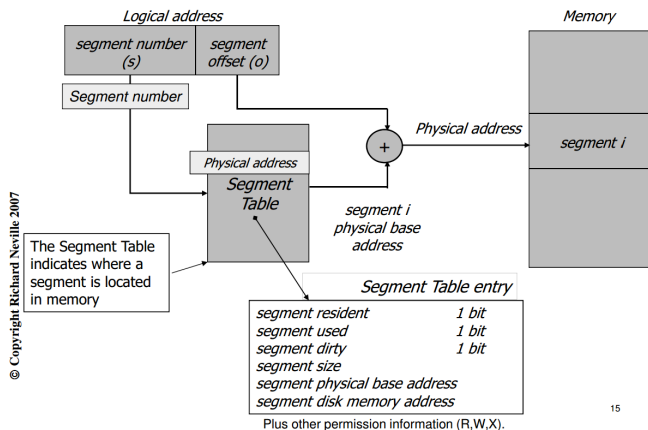 Logical address
segment number
(s)
segment
offset (o)
Segment number
Memory
Physical address
segment i
+
Physical address
Segment
Table
segment i
physical base
address
The Segment Table
indicates where a
segment is located
in memory
Segment Table entry
segment resident 1 bit
segment used 1 bit
segment dirty 1 bit
segment size
segment physical base address
segment disk memory address
Plus other permission information (R,W,X).
© Copyright Richard Neville 2007
15